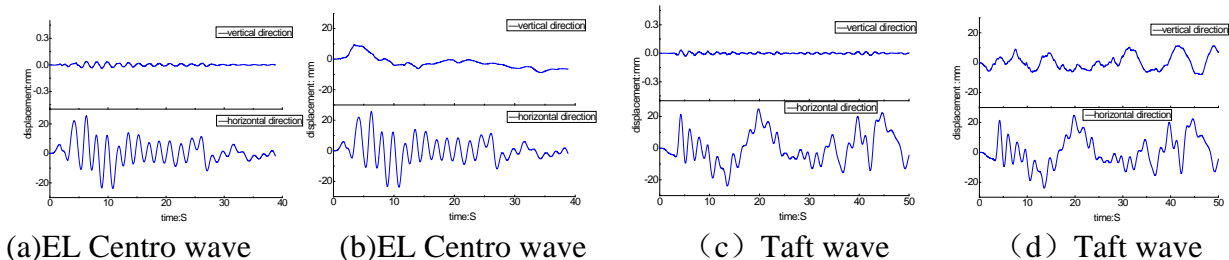 0.3
0.0
0.3
20
0
-20
0
10
20
30
40
displacement:mm
time:S
vertical direction
horizontal direction
(a)EL Centro wave
20
0
20
0
-20
0
10
20
30
40
displacement: mm
time:S
vertical direction
horizontal direction
(b)EL Centro wave
0.3
0.0
0.3
20
0
-20
0
10
20
30
40
50
displacement:mm
time:S
vertical direction
horizontal direction
（c）Taft wave
20
0
20
0
-20
0
10
20
30
40
50
displacement :mm
time:S
vertical direction
horizontal direction
（d）Taft wave